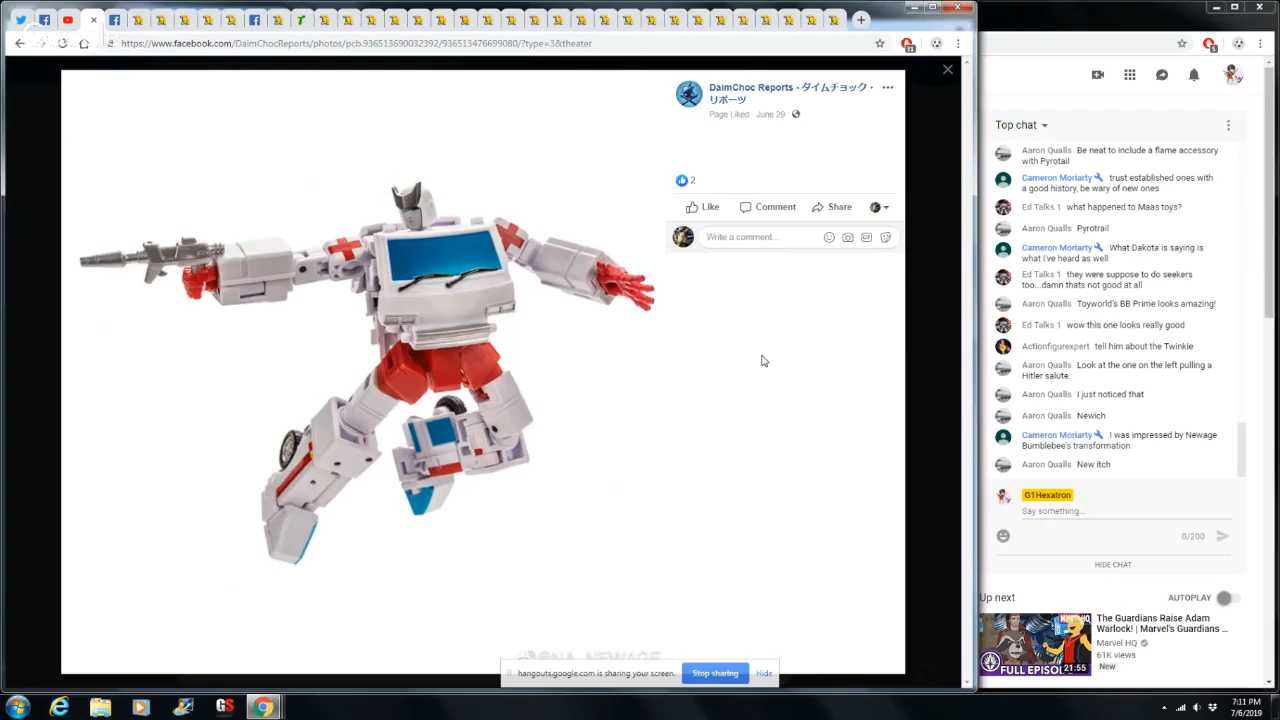 https://www.facebook.com/DaimChocReports/photos/pcb.936513690032392/936513476699080/?type=3&theater
31
5
DaimChoc Reports - ダイムチョック・
リポーツ
Page Liked · June 29 ·
2
Like
Comment
Share
Write a comment...
GIF
@NA_NEWAGE
hangouts.google.com is sharing your screen.
Stop sharing
Hide
Top chat
Aaron Qualls Be neat to include a flame accessory
with Pyrotail
Cameron Moriarty trust established ones with
a good history, be wary of new ones
Ed Talks 1 what happened to Maas toys?
Aaron Qualls Pyrotrail
Cameron Moriarty What Dakota is saying is
what I've heard as well
Ed Talks 1 they were suppose to do seekers
too...damn thats not good at all
Aaron Qualls Toyworld's BB Prime looks amazing!
Ed Talks 1 wow this one looks really good
Actionfigurexpert tell him about the Twinkie
Aaron Qualls Look at the one on the left pulling a
Hitler salute.
Aaron Qualls I just noticed that
Aaron Qualls Newich
Cameron Moriarty I was impressed by Newage
Bumblebee's transformation
Aaron Qualls New itch
G1Hexatron
Say something...
0/200
HIDE CHAT
Up next
AUTOPLAY
The Guardians Raise Adam
Warlock! | Marvel's Guardians ...
Marvel HQ
61K views
New
FULL EPISO
21:55
GS
7:11 PM
7/6/2019